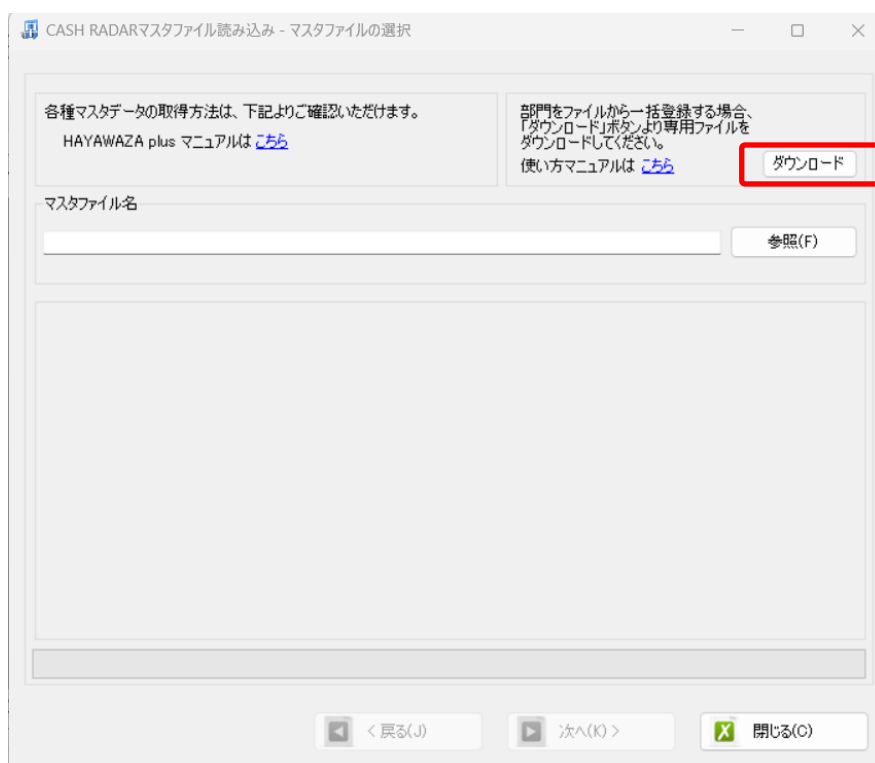 CASH RADARマスタファイル読み込み - マスタファイルの選択
各種マスタデータの取得方法は、下記よりご確認いただけます。
HAYAWAZA plus マニュアルは こちら
部門をファイルから一括登録する場合、
「ダウンロード」ボタンより専用ファイルを
ダウンロードしてください。
使い方マニュアルは こちら
ダウンロード
マスタファイル名
参照(F)
< 戻る(J)
次へ(K) >
閉じる(C)